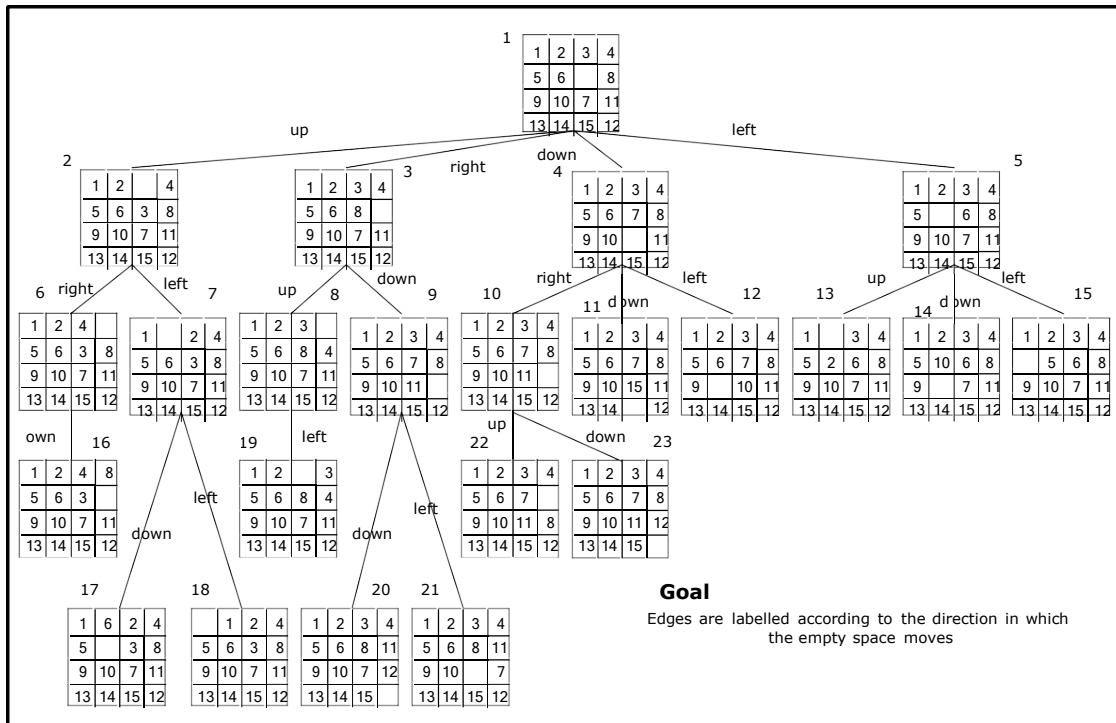 1
1 2 3 4
5 6 8
9 10 7 11
13 14 15 12
up
right
down
left
2
1 2 4
5 6 3 8
9 10 7 11
13 14 15 12
3
1 2 3 4
5 6 8
9 10 7 11
13 14 15 12
4
1 2 3 4
5 6 7 8
9 10 11
13 14 15 12
5
1 2 3 4
5 6 8
9 10 7 11
13 14 15 12
right
left
up
down
right
down
left
up
down
left
6
1 2 4
5 6 3 8
9 10 7 11
13 14 15 12
7
1 2 4
5 6 3 8
9 10 7 11
13 14 15 12
8
1 2 3
5 6 8 4
9 10 7 11
13 14 15 12
9
1 2 3 4
5 6 7 8
9 10 11
13 14 15 12
10
1 2 3 4
5 6 7 8
9 10 11
13 14 15 12
11
1 2 3 4
5 6 7 8
9 10 15 11
13 14 12
12
1 2 3 4
5 6 7 8
9 10 11
13 14 15 12
13
1 3 4
5 2 6 8
9 10 7 11
13 14 15 12
14
1 2 3 4
5 10 6 8
9 7 11
13 14 15 12
15
1 2 3 4
5 6 8
9 10 7 11
13 14 15 12
own
left
up
down
16
1 2 4 8
5 6 3
9 10 7 11
13 14 15 12
19
1 2 3
5 6 8 4
9 10 7 11
13 14 15 12
22
1 2 3 4
5 6 7
9 10 11 8
13 14 15 12
23
1 2 3 4
5 6 7 8
9 10 11 12
13 14 15
down
left
down
left
17
1 6 2 4
5 3 8
9 10 7 11
13 14 15 12
18
1 2 4
5 6 3 8
9 10 7 11
13 14 15 12
20
1 2 3 4
5 6 8 11
9 10 7 12
13 14 15
21
1 2 3 4
5 6 8 11
9 10 7
13 14 15 12
Goal
Edges are labelled according to the direction in which
the empty space moves